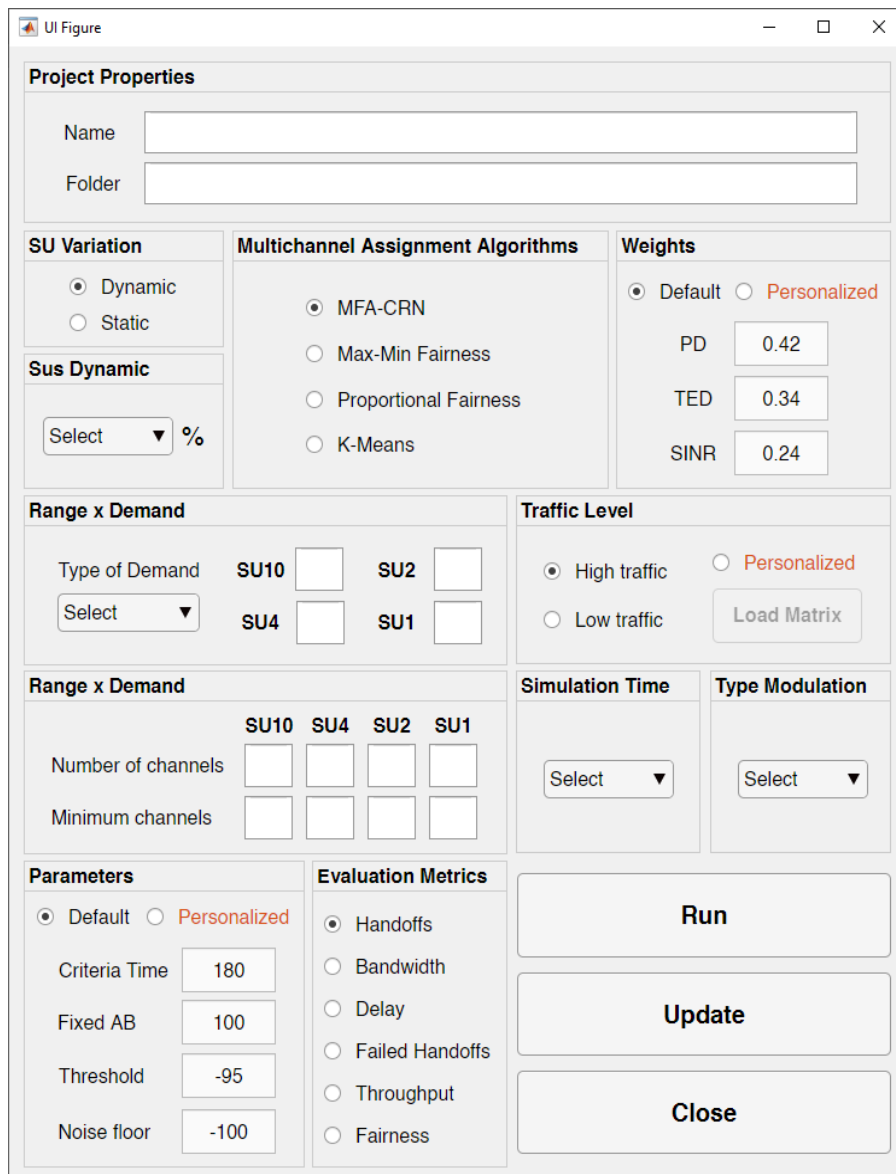 UI Figure
Project Properties
Name
Folder
SU Variation
Dynamic
Static
Sus Dynamic
Select
%
Multichannel Assignment Algorithms
MFA-CRN
Max-Min Fairness
Proportional Fairness
K-Means
Weights
Default Personalized
PD 0.42
TED 0.34
SINR 0.24
Range x Demand
Type of Demand
Select
SU10 SU2
SU4 SU1
Traffic Level
High traffic
Low traffic
Personalized
Load Matrix
Range x Demand
SU10 SU4 SU2 SU1
Number of channels
Minimum channels
Simulation Time
Select
Type Modulation
Select
Parameters
Default Personalized
Criteria Time 180
Fixed AB 100
Threshold -95
Noise floor -100
Evaluation Metrics
Handoffs
Bandwidth
Delay
Failed Handoffs
Throughput
Fairness
Run
Update
Close